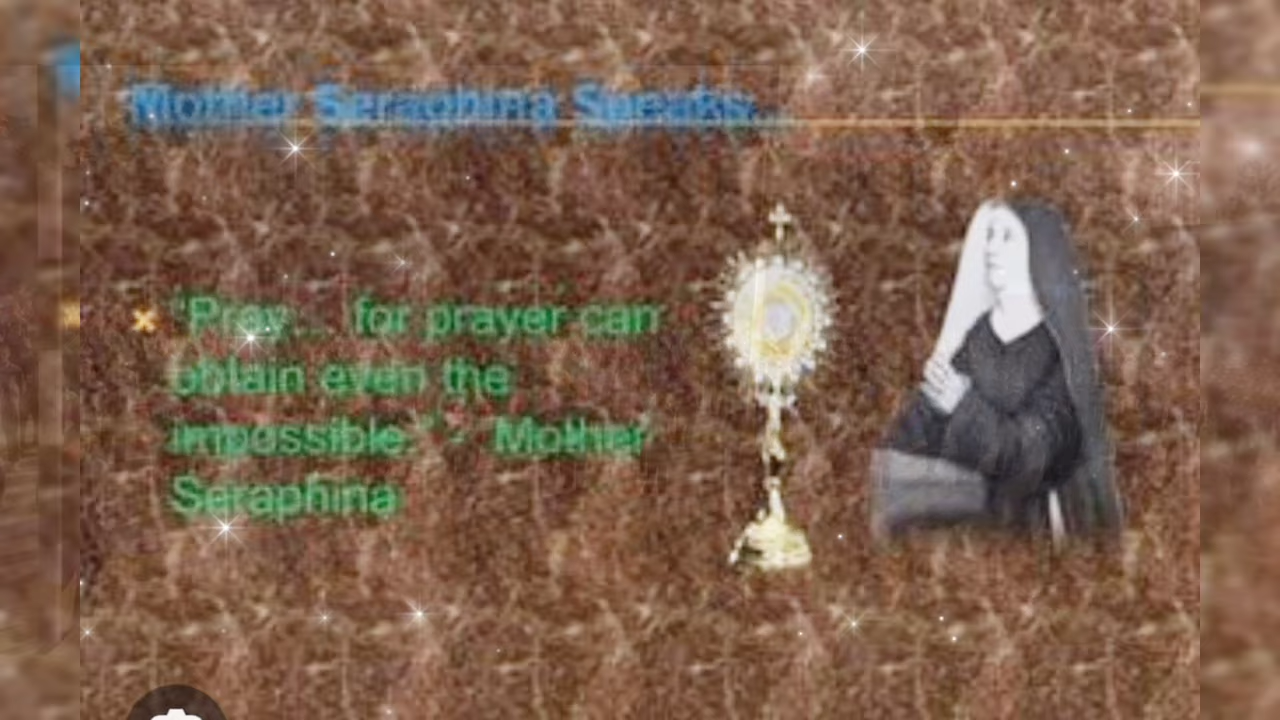 Mother Seraphina Speaks...
"Pray... for prayer can
obtain even the
impossible." - Mother
Seraphina